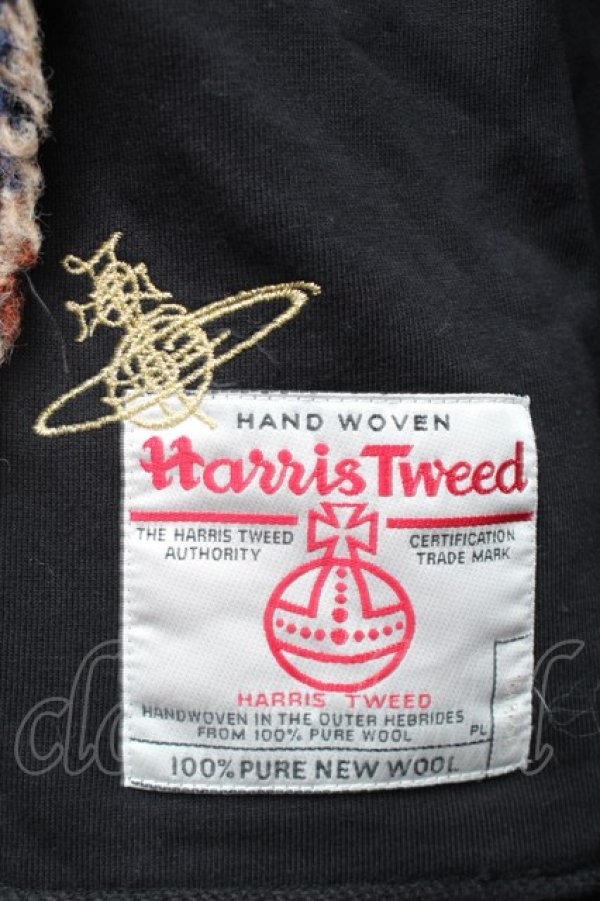 HAND WOVEN
Harris Tweed
THE HARRIS TWEED
AUTHORITY
CERTIFICATION
TRADE MARK
HARRIS TWEED
HANDWOVEN IN THE OUTER HEBRIDES
FROM 100% PURE WOOL
PL
100% PURE NEW WOOL